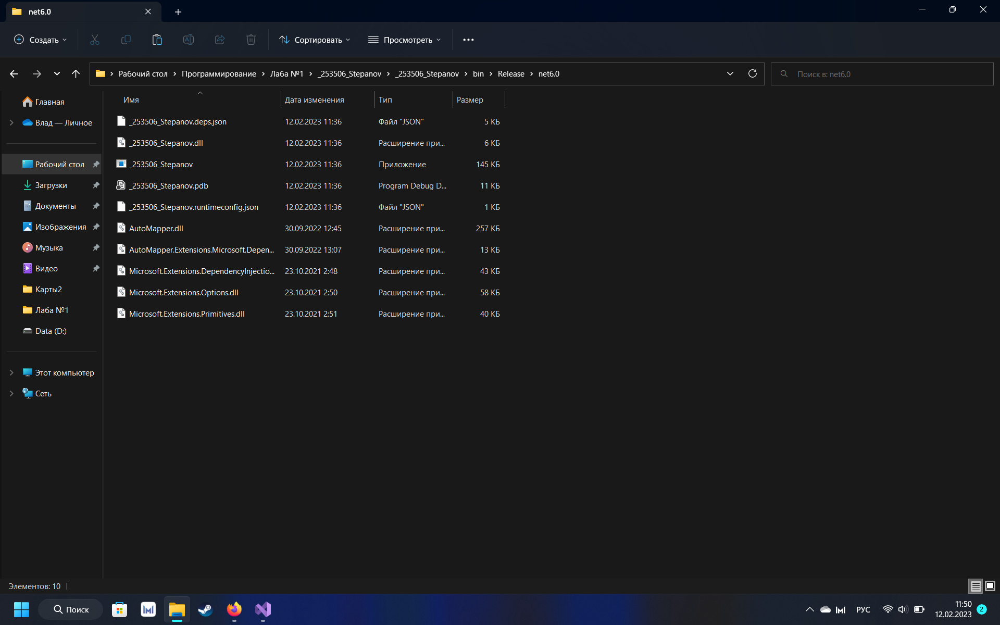 net6.0
Создать
Сортировать
Просмотреть
Рабочий стол > Программирование > Лаба №1 > _253506_Stepanov > _253506_Stepanov > bin > Release > net6.0
Поиск в: net6.0
Главная
Влад — Личное
Рабочий стол
Загрузки
Документы
Изображения
Музыка
Видео
Карты2
Лаба №1
Data (D:)
Этот компьютер
Сеть
Имя Дата изменения Тип Размер
_253506_Stepanov.deps.json 12.02.2023 11:36 Файл "JSON" 5 КБ
_253506_Stepanov.dll 12.02.2023 11:36 Расширение при... 6 КБ
_253506_Stepanov 12.02.2023 11:36 Приложение 145 КБ
_253506_Stepanov.pdb 12.02.2023 11:36 Program Debug D... 11 КБ
_253506_Stepanov.runtimeconfig.json 12.02.2023 11:36 Файл "JSON" 1 КБ
AutoMapper.dll 30.09.2022 12:45 Расширение при... 257 КБ
AutoMapper.Extensions.Microsoft.Depen... 30.09.2022 13:07 Расширение при... 13 КБ
Microsoft.Extensions.DependencyInjectio... 23.10.2021 2:48 Расширение при... 43 КБ
Microsoft.Extensions.Options.dll 23.10.2021 2:50 Расширение при... 58 КБ
Microsoft.Extensions.Primitives.dll 23.10.2021 2:51 Расширение при... 40 КБ
Элементов: 10
Поиск
РУС
11:50
12.02.2023
2